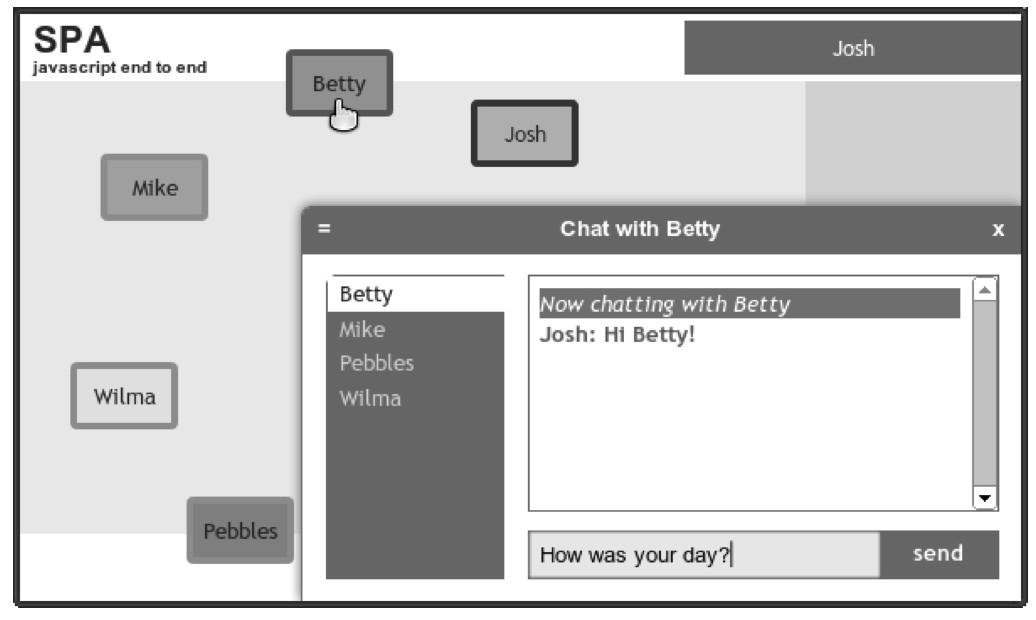 SPA
javascript end to end
Josh
Betty
Josh
Mike
Wilma
Pebbles
= Chat with Betty x
Betty
Mike
Pebbles
Wilma
Now chatting with Betty
Josh: Hi Betty!
How was your day?
send